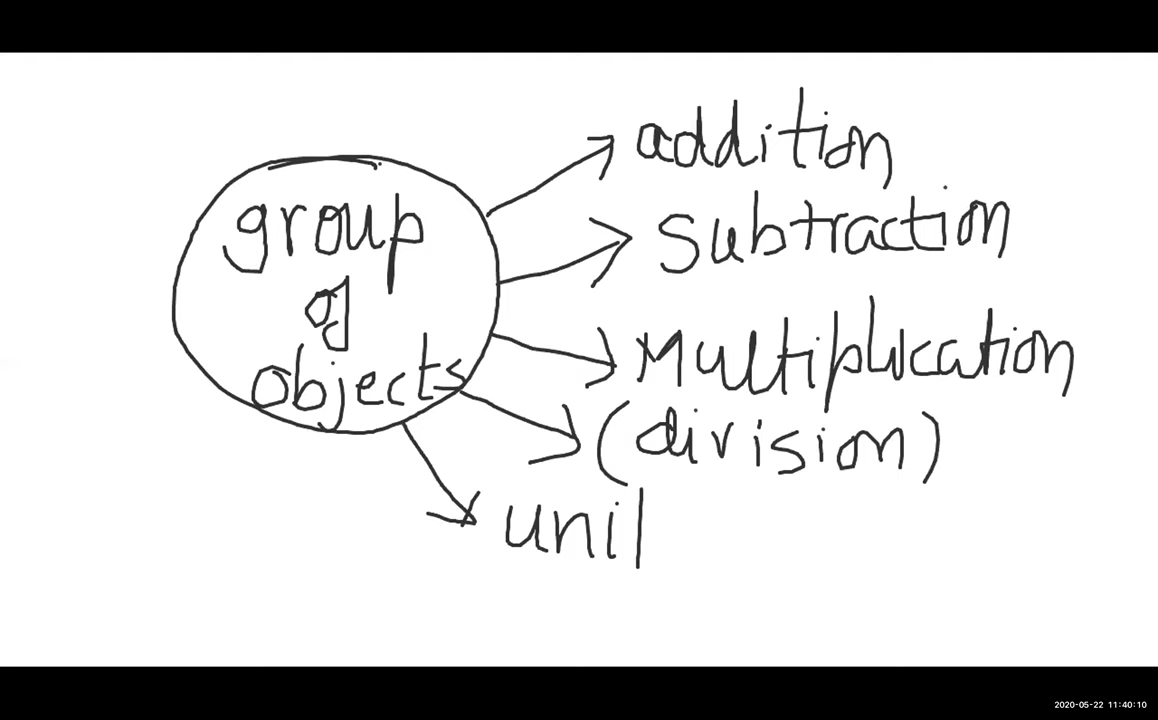 group
of
objects
addition
subtraction
Multiplication
(division)
unil
2020-05-22 11:40:10